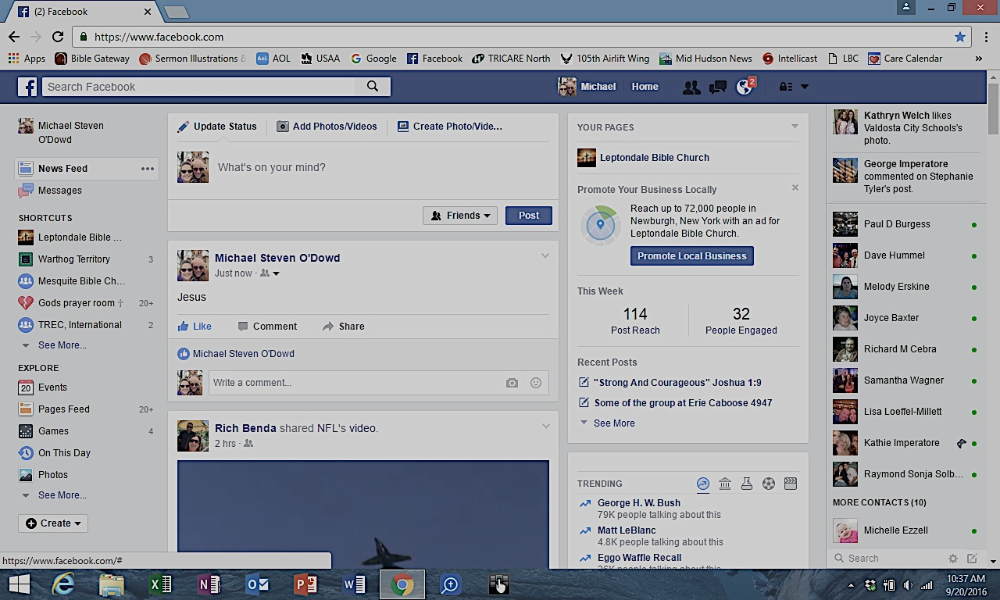 (2) Facebook
https://www.facebook.com
Apps Bible Gateway Sermon Illustrations & AOL USAA Google Facebook TRICARE North 105th Airlift Wing Mid Hudson News Intellicast LBC Care Calendar »
Search Facebook
Michael Home 2
Michael Steven
O'Dowd
News Feed
Messages
SHORTCUTS
Leptondale Bible ...
Warthog Territory 3
Mesquite Bible Ch...
Gods prayer room † 20+
TREC, International 2
See More...
EXPLORE
20 Events
Pages Feed 20+
Games 4
On This Day
Photos
See More...
Create
https://www.facebook.com/#
Update Status Add Photos/Videos Create Photo/Vide...
What's on your mind?
Friends Post
Michael Steven O'Dowd
Just now ·
Jesus
Like Comment Share
Michael Steven O'Dowd
Write a comment...
Rich Benda shared NFL's video.
2 hrs ·
YOUR PAGES
Leptondale Bible Church
Promote Your Business Locally
Reach up to 72,000 people in
Newburgh, New York with an ad for
Leptondale Bible Church.
Promote Local Business
This Week
114 32
Post Reach People Engaged
Recent Posts
"Strong And Courageous" Joshua 1:9
Some of the group at Erie Caboose 4947
See More
TRENDING
George H. W. Bush
79K people talking about this
Matt LeBlanc
4.8K people talking about this
Eggo Waffle Recall
26K people talking about this
Kathryn Welch likes
Valdosta City Schools's
photo.
George Imperatore
commented on Stephanie
Tyler's post.
Paul D Burgess
Dave Hummel
Melody Erskine
Joyce Baxter
Richard M Cebra
Samantha Wagner
Lisa Loeffel-Millett
Kathie Imperatore
Raymond Sonja Solb...
MORE CONTACTS (10)
Michelle Ezzell
Search
10:37 AM
9/20/2016